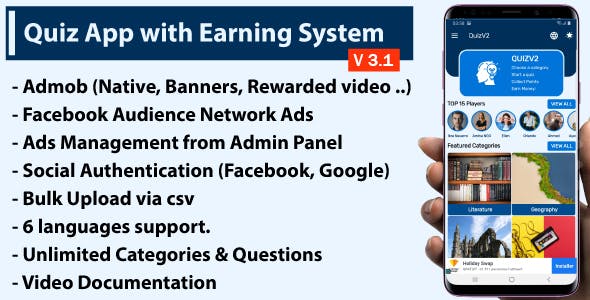 Quiz App with Earning System
V 3.1
- Admob (Native, Banners, Rewarded video ..)
- Facebook Audience Network Ads
- Ads Management from Admin Panel
- Social Authentication (Facebook, Google)
- Bulk Upload via csv
- 6 languages support.
- Unlimited Categories & Questions
- Video Documentation
QuizV2
QUIZV2
Choose a category
Start a quiz
Collect Points
Earn Money
TOP 15 Players
VIEW ALL
Ellen
Orlando
Ahmed
Featured Categories
VIEW ALL
Literature
Geography
Holiday Swap
Installer